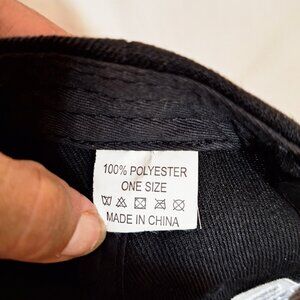 100% POLYESTER
ONE SIZE
MADE IN CHINA